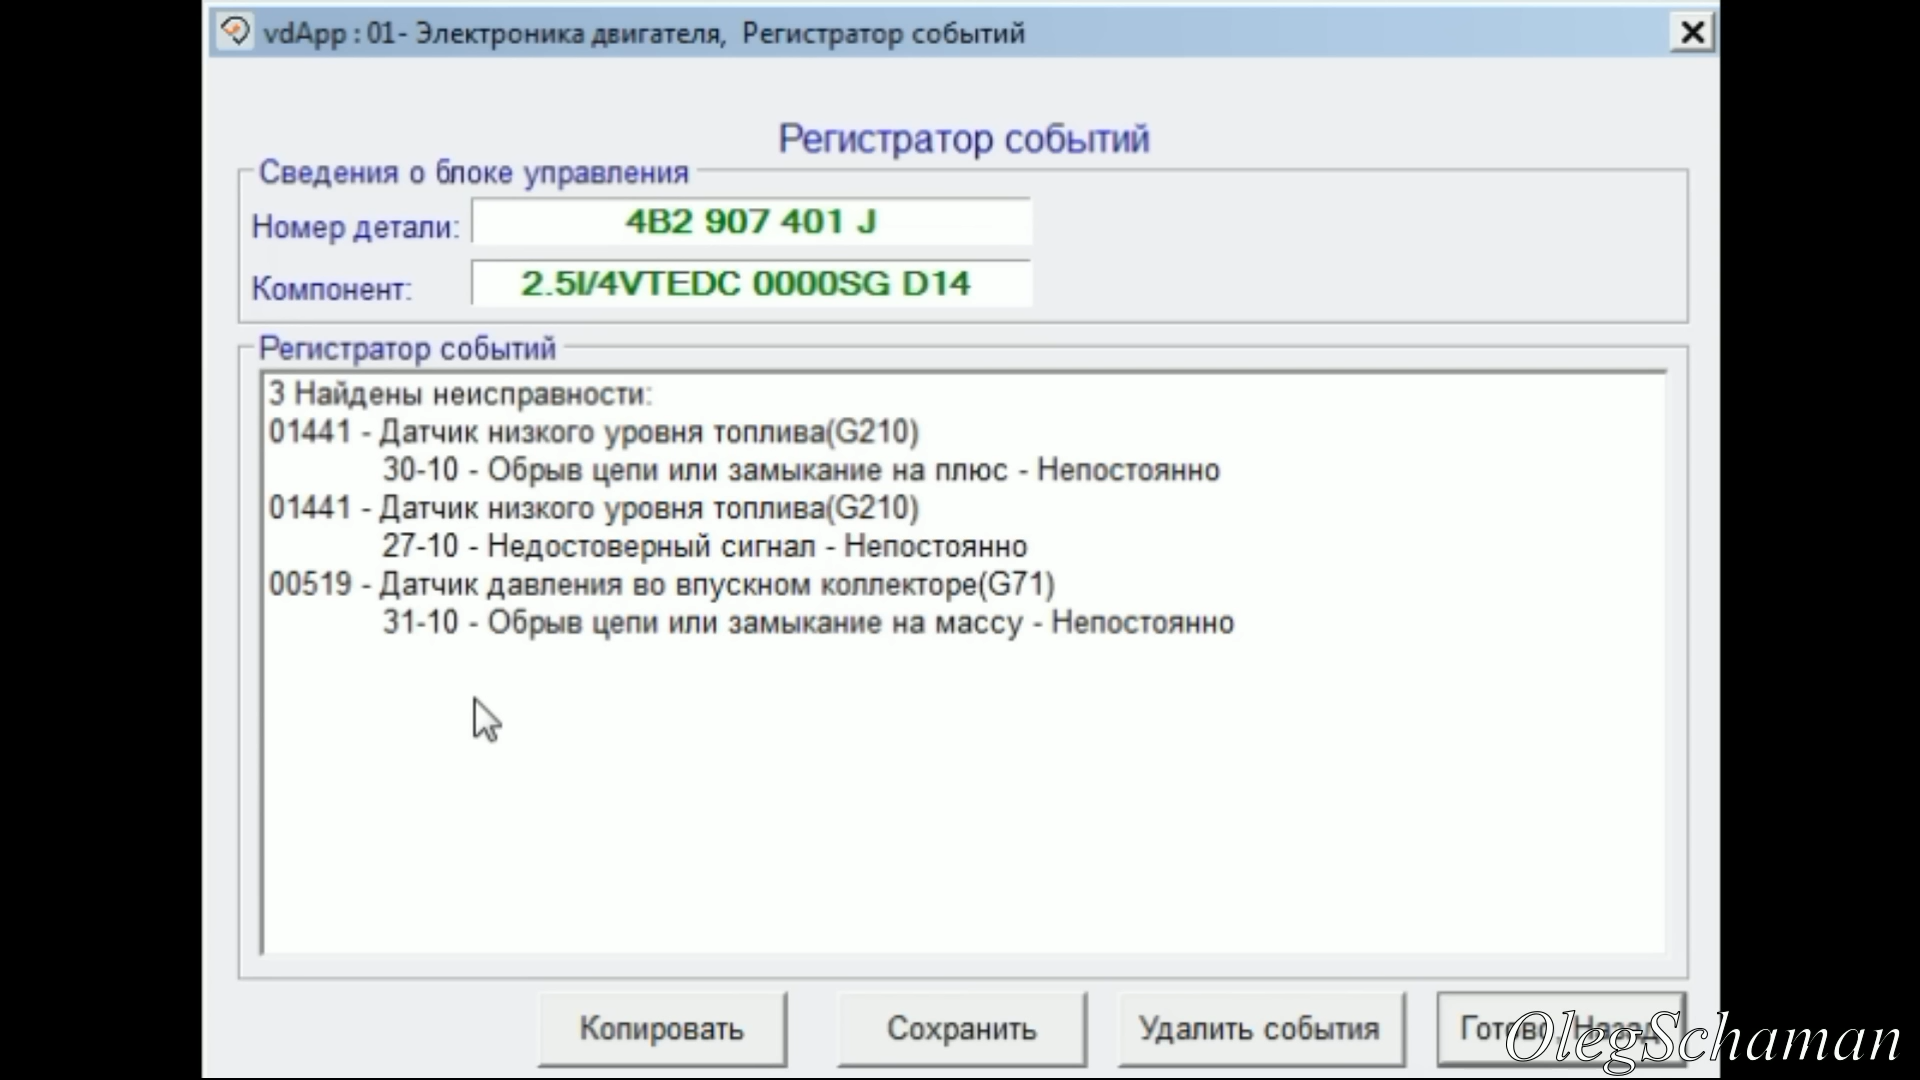 vdApp : 01- Электроника двигателя, Регистратор событий
Регистратор событий
Сведения о блоке управления
Номер детали: 4B2 907 401 J
Компонент: 2.5l/4VTEDC 0000SG D14
Регистратор событий
3 Найдены неисправности:
01441 - Датчик низкого уровня топлива(G210)
30-10 - Обрыв цепи или замыкание на плюс - Непостоянно
01441 - Датчик низкого уровня топлива(G210)
27-10 - Недостоверный сигнал - Непостоянно
00519 - Датчик давления во впускном коллекторе(G71)
31-10 - Обрыв цепи или замыкание на массу - Непостоянно
Копировать Сохранить Удалить события Готово, Назад
OlegSchaman